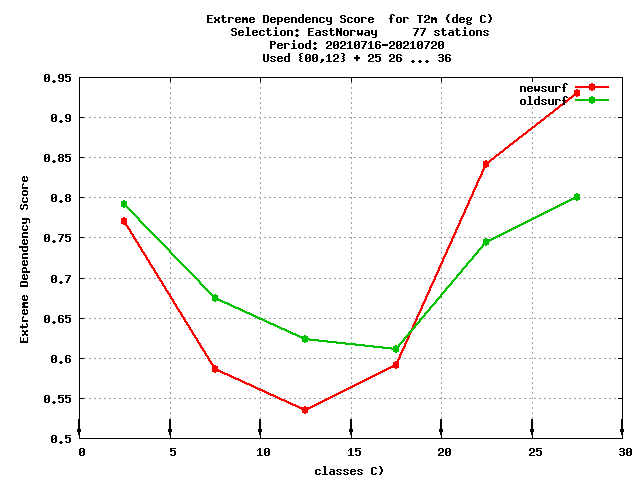 Extreme Dependency Score  for T2m (deg C)
Selection: EastNorway     77 stations
Period: 20210716-20210720
Used {00,12} + 25 26 ... 36
newsurf
oldsurf
0.95
0.9
0.85
0.8
0.75
0.7
0.65
0.6
0.55
0.5
Extreme Dependency Score
0 5 10 15 20 25 30
classes C)